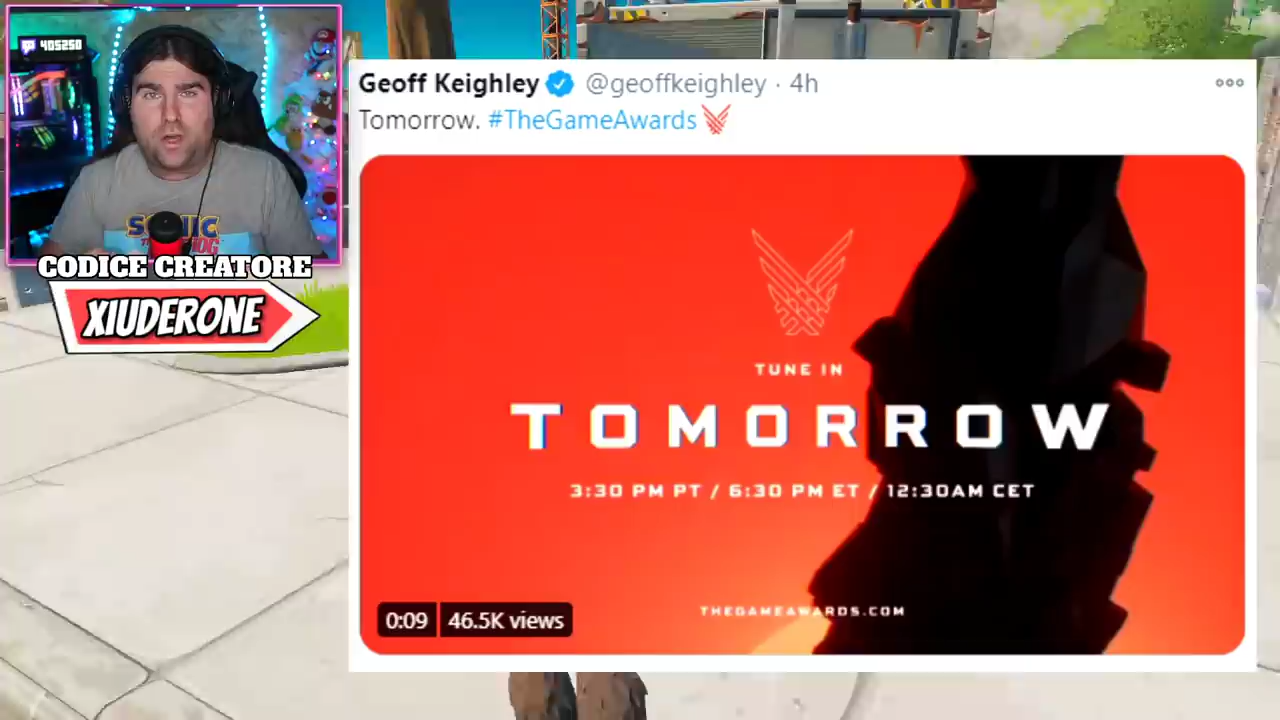 405250
SONIC
CODICE CREATORE
XIUDERONE
Geoff Keighley @geoffkeighley · 4h
Tomorrow. #TheGameAwards
TUNE IN
TOMORROW
3:30 PM PT / 6:30 PM ET / 12:30AM CET
THEGAMEAWARDS.COM
0:09 46.5K views